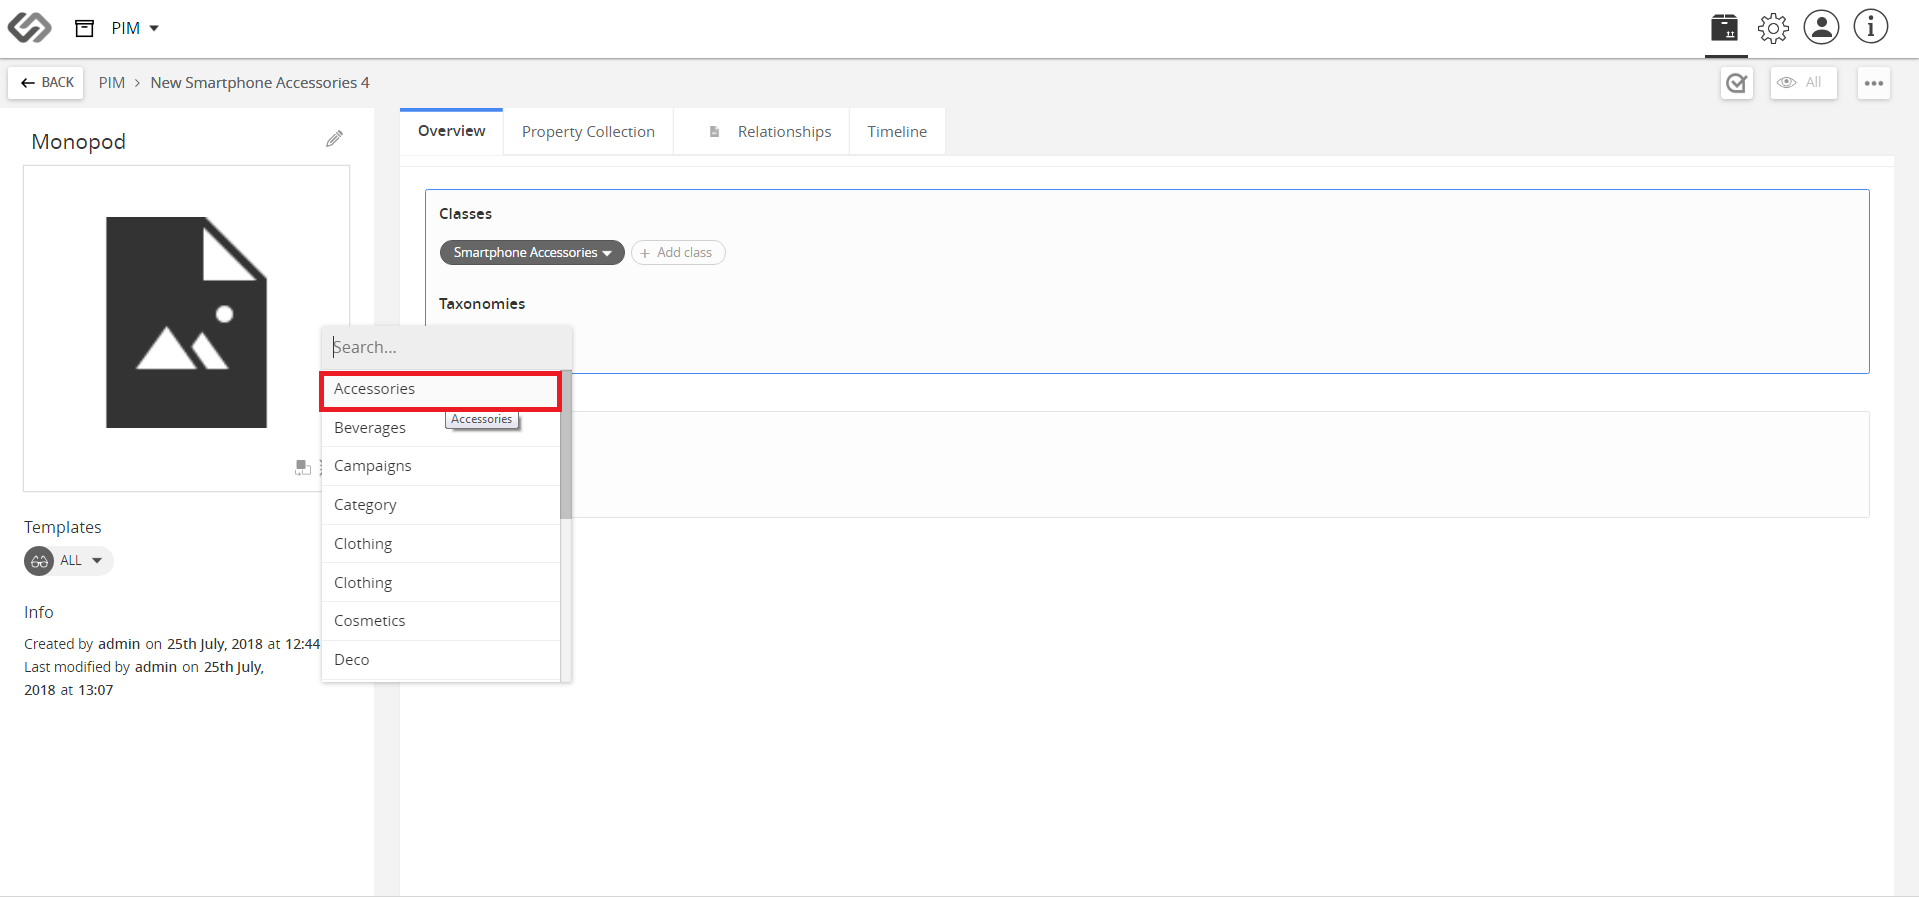 PIM
BACK
PIM > New Smartphone Accessories 4
All
Monopod
Overview
Property Collection
Relationships
Timeline
Classes
Smartphone Accessories
+ Add class
Taxonomies
Search...
Accessories
Accessories
Beverages
Campaigns
Category
Clothing
Clothing
Cosmetics
Deco
Templates
ALL
Info
Created by admin on 25th July, 2018 at 12:44
Last modified by admin on 25th July,
2018 at 13:07